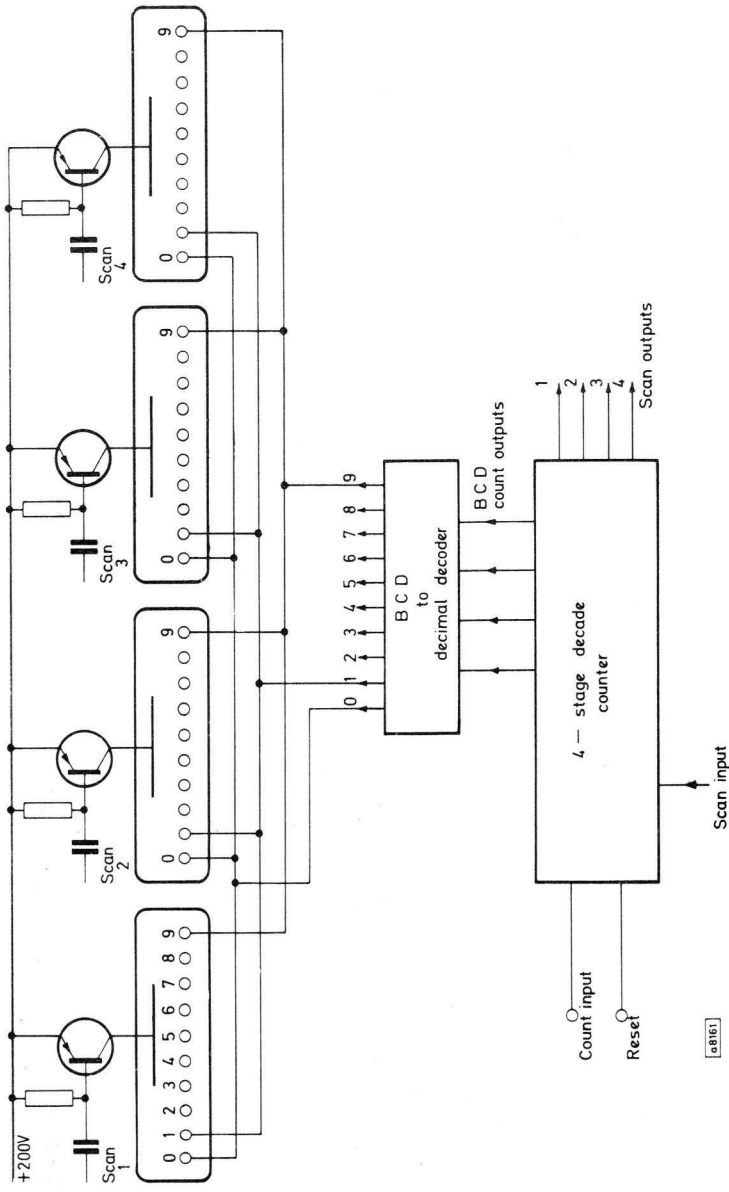 +200V
Scan
1
Scan
2
Scan
3
Scan
4
0 1 2 3 4 5 6 7 8 9
0 9
0 9
0 9
0 1 2 3 4 5 6 7 8 9
BCD
to
decimal decoder
BCD
count outputs
4 — stage decade
counter
1
2
3
4
Scan outputs
Count input
Reset
Scan input
a8161